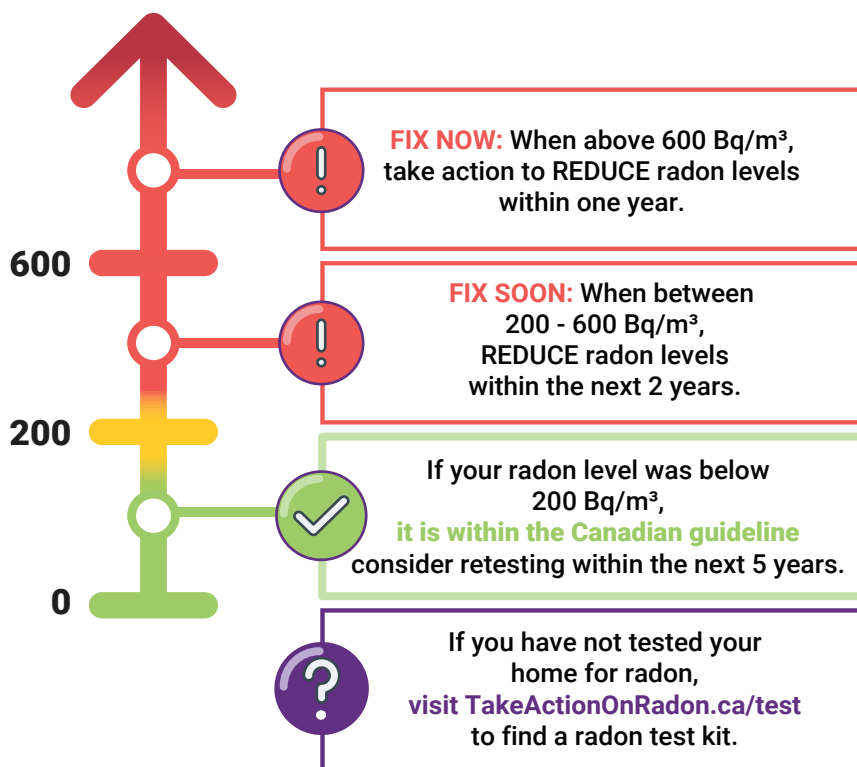 FIX NOW: When above 600 Bq/m³,
take action to REDUCE radon levels
within one year.
600
FIX SOON: When between
200 - 600 Bq/m³,
REDUCE radon levels
within the next 2 years.
200
If your radon level was below
200 Bq/m³,
it is within the Canadian guideline
consider retesting within the next 5 years.
0
If you have not tested your
home for radon,
visit TakeActionOnRadon.ca/test
to find a radon test kit.